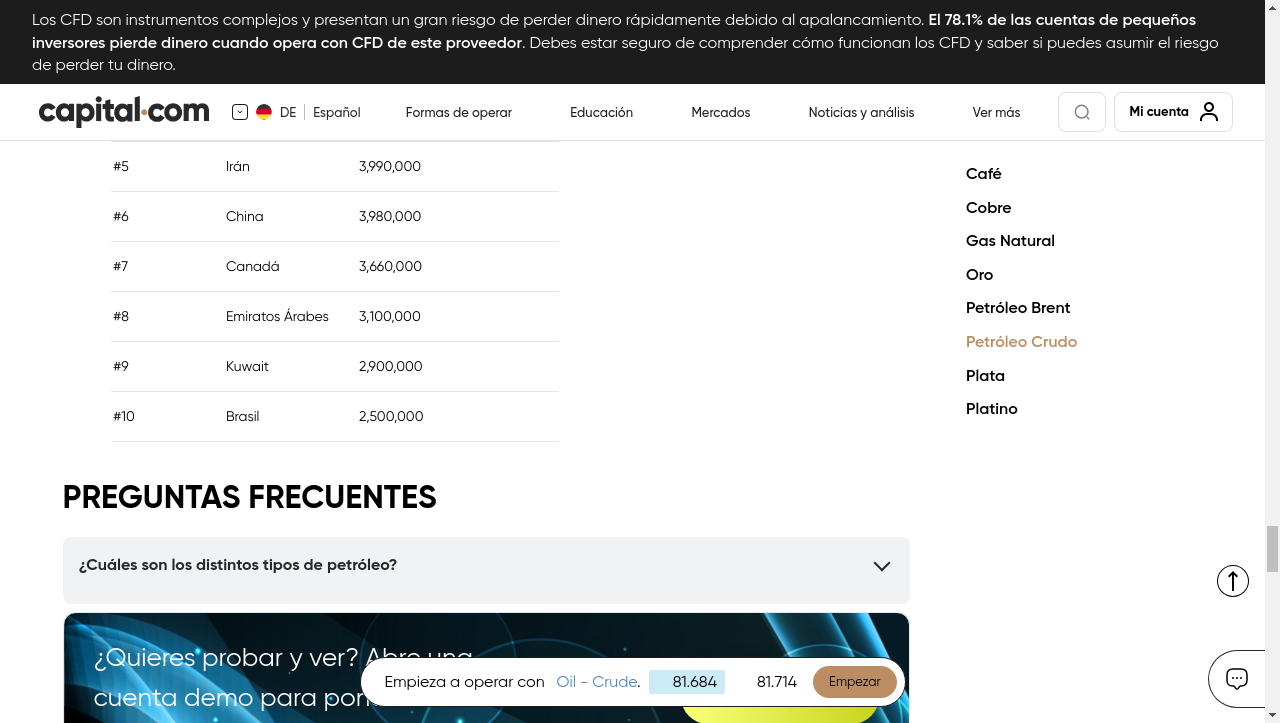 Los CFD son instrumentos complejos y presentan un gran riesgo de perder dinero rápidamente debido al apalancamiento. El 78.1% de las cuentas de pequeños
inversores pierde dinero cuando opera con CFD de este proveedor. Debes estar seguro de comprender cómo funcionan los CFD y saber si puedes asumir el riesgo
de perder tu dinero.
capital.com DE Español Formas de operar Educación Mercados Noticias y análisis Ver más Mi cuenta
#5 Irán 3,990,000
#6 China 3,980,000
#7 Canadá 3,660,000
#8 Emiratos Árabes 3,100,000
#9 Kuwait 2,900,000
#10 Brasil 2,500,000
Café
Cobre
Gas Natural
Oro
Petróleo Brent
Petróleo Crudo
Plata
Platino
PREGUNTAS FRECUENTES
¿Cuáles son los distintos tipos de petróleo?
¿Quieres probar y ver? Abre una
cuenta demo para
Empieza a operar con Oil - Crude. 81.684 81.714 Empezar